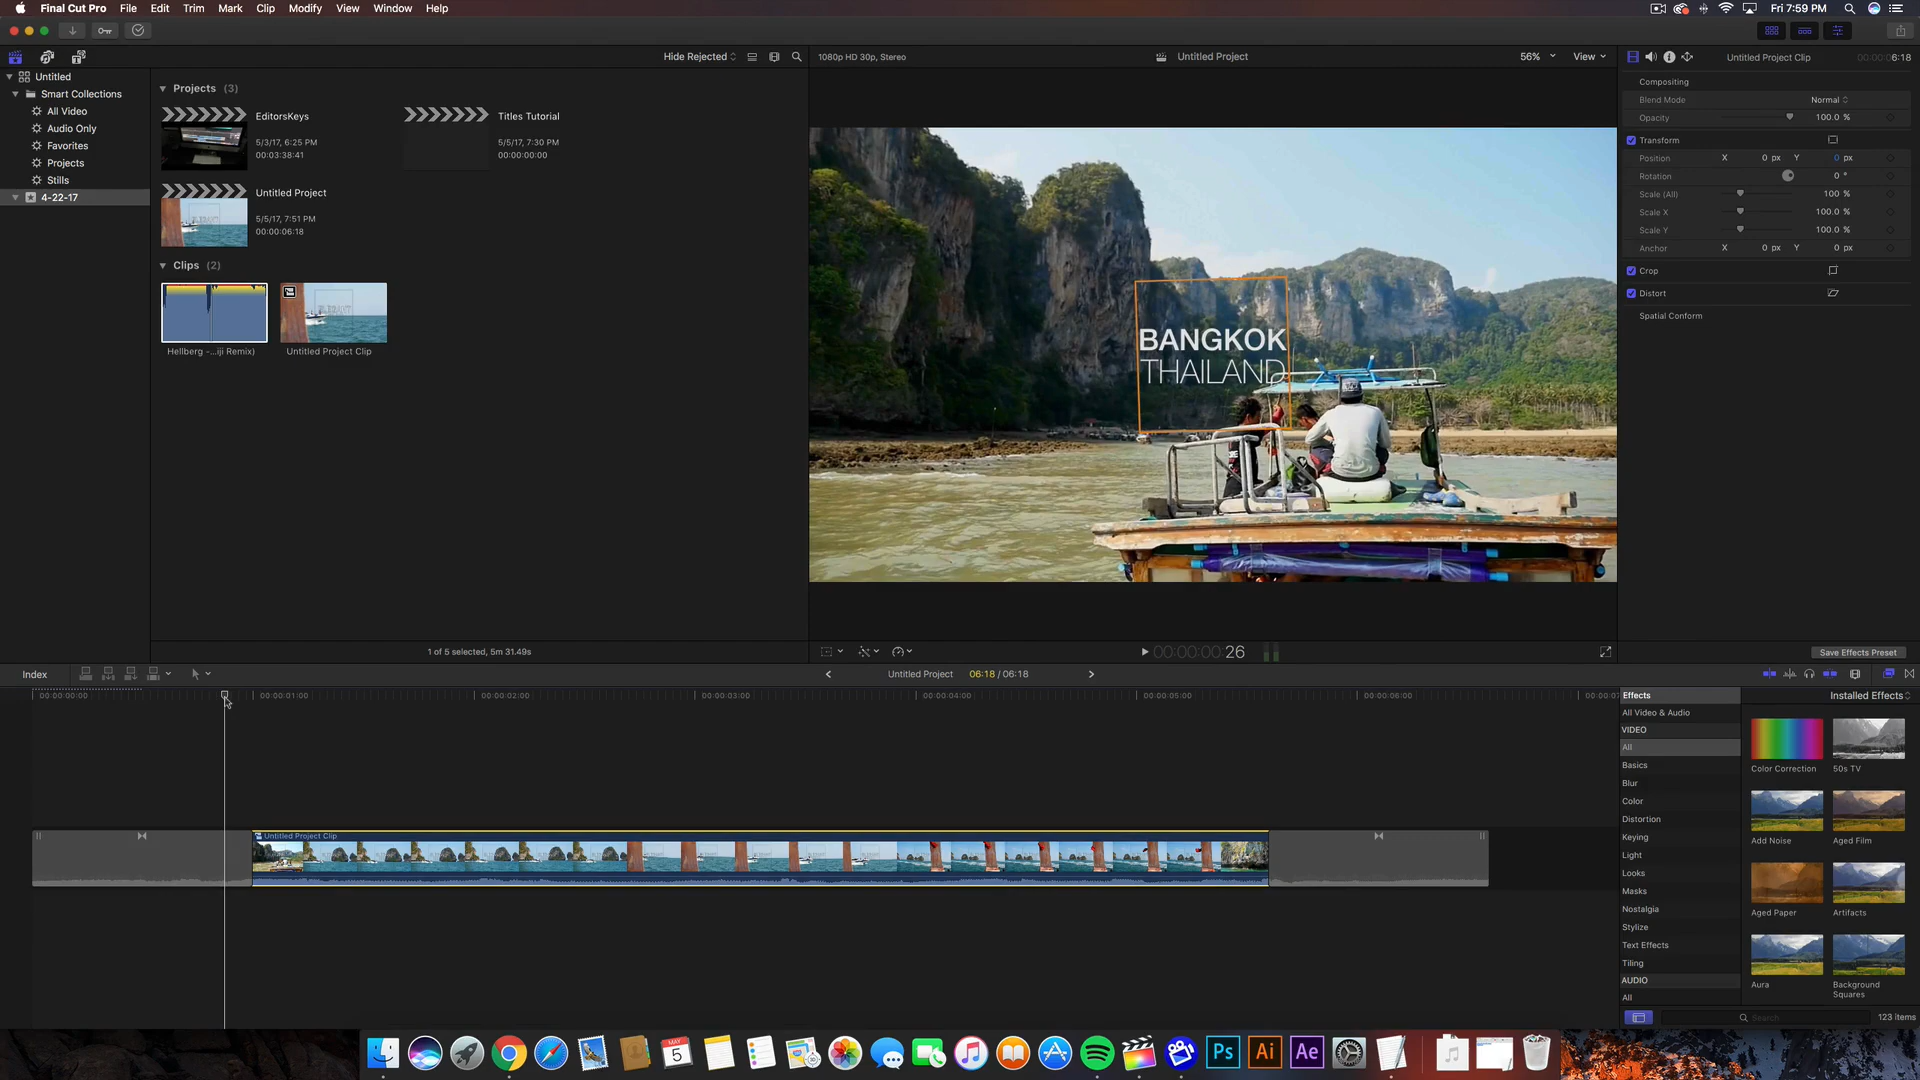 Final Cut Pro File Edit Trim Mark Clip Modify View Window Help
Fri 7:59 PM
Hide Rejected
1080p HD 30p, Stereo
Untitled Project
56%
View
Untitled Project Clip
6:18
Untitled
Smart Collections
All Video
Audio Only
Favorites
Projects
Stills
4-22-17
Projects (3)
EditorsKeys
5/3/17, 6:25 PM
00:03:38:41
Titles Tutorial
5/5/17, 7:30 PM
00:00:00:00
Untitled Project
5/5/17, 7:51 PM
00:00:06:18
Clips (2)
Hellberg -...iji Remix)
Untitled Project Clip
1 of 5 selected, 5m 31.49s
BANGKOK
THAILAND
00:00:00:26
Compositing
Blend Mode Normal
Opacity 100.0 %
Transform
Position X 0 px Y 0 px
Rotation 0 °
Scale (All) 100 %
Scale X 100.0 %
Scale Y 100.0 %
Anchor X 0 px Y 0 px
Crop
Distort
Spatial Conform
Save Effects Preset
Index
Untitled Project 06:18 / 06:18
00:00:00:00 00:00:01:00 00:00:02:00 00:00:03:00 00:00:04:00 00:00:05:00 00:00:06:00
Untitled Project Clip
Effects
Installed Effects
All Video & Audio
VIDEO
All
Basics
Blur
Color
Distortion
Keying
Light
Looks
Masks
Nostalgia
Stylize
Text Effects
Tiling
AUDIO
All
Color Correction
50s TV
Add Noise
Aged Film
Aged Paper
Artifacts
Aura
Background
Squares
Search
123 items
MAY
5
Ps
Ai
Ae